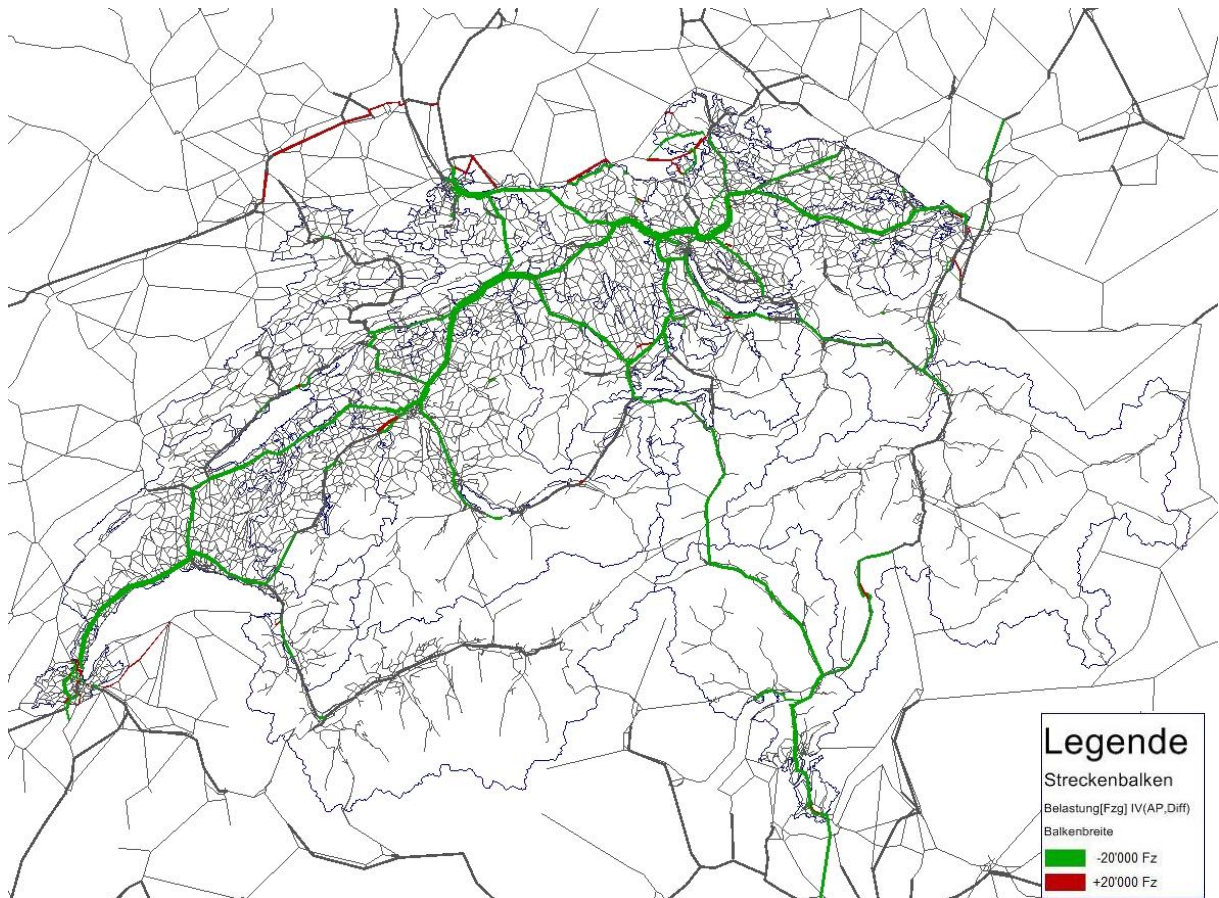 Legende
Streckenbalken
Belastung[Fzg] IV(AP,Diff)
Balkenbreite
-20'000 Fz
+20'000 Fz